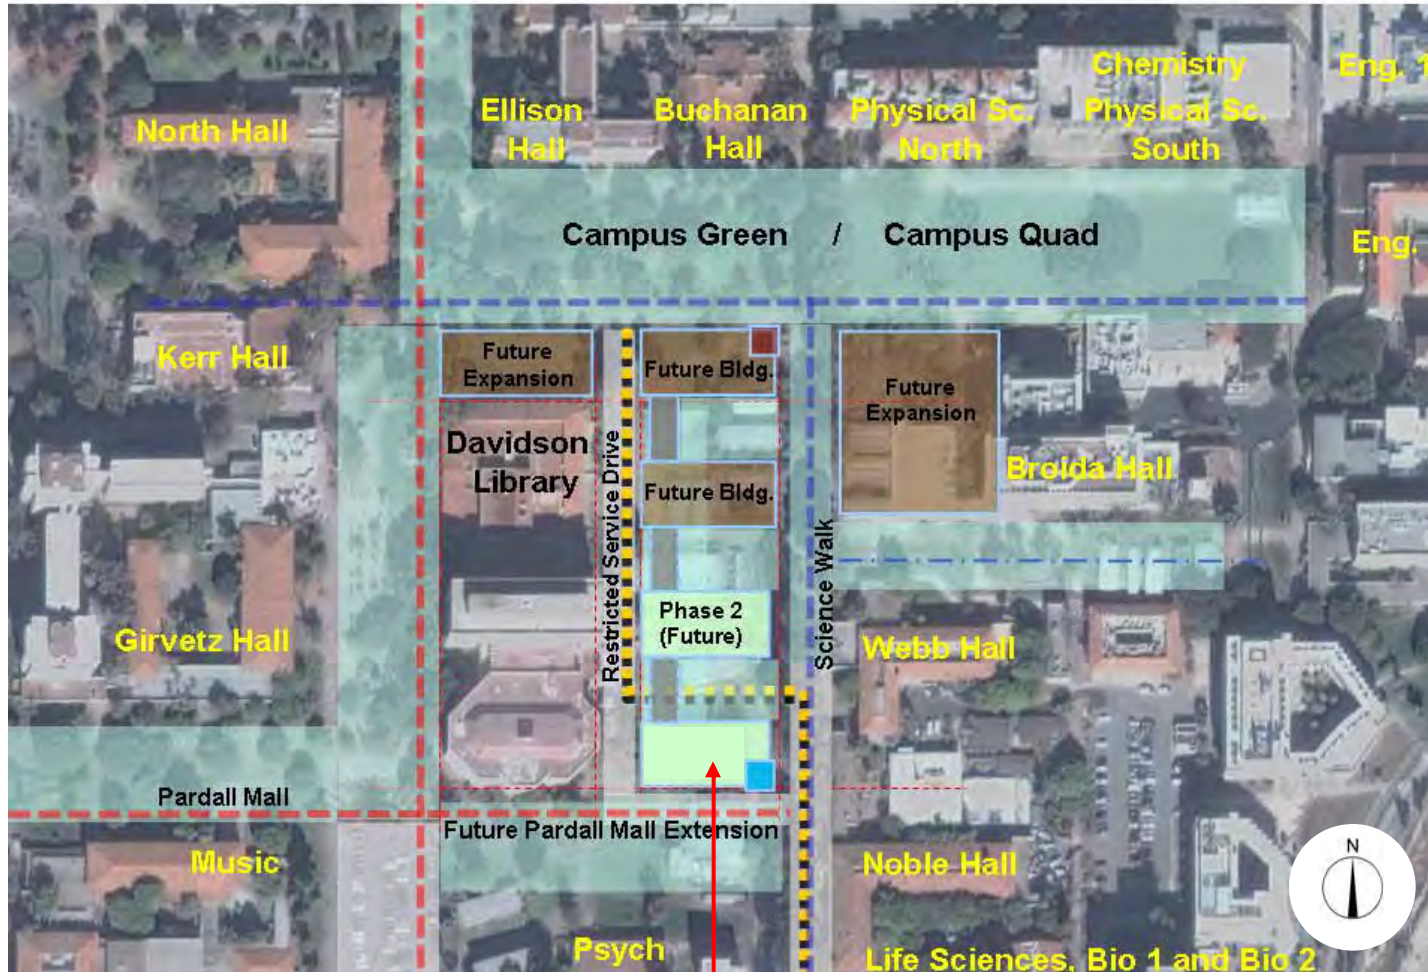 Chemistry
Eng. 1
Ellison
Hall
Buchanan
Hall
Physical Sc.
North
Physical Sc.
South
North Hall
Campus Green / Campus Quad
Eng.
Kerr Hall
Future
Expansion
Future Bldg.
Future
Expansion
Davidson
Library
Restricted Service Drive
Future Bldg.
Broida Hall
Science Walk
Phase 2
(Future)
Girvetz Hall
Webb Hall
Pardall Mall
Future Pardall Mall Extension
Music
Noble Hall
N
Psych
Life Sciences, Bio 1 and Bio 2